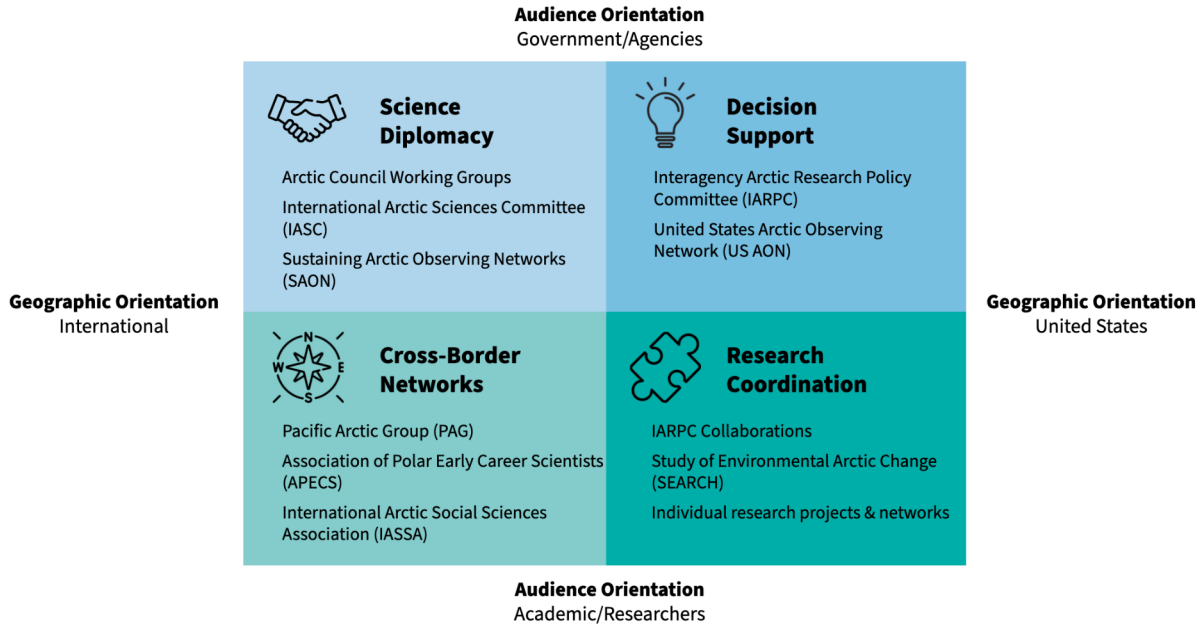 Audience Orientation
Government/Agencies
Science
Diplomacy
Arctic Council Working Groups
International Arctic Sciences Committee
(IASC)
Sustaining Arctic Observing Networks
(SAON)
Decision
Support
Interagency Arctic Research Policy
Committee (IARPC)
United States Arctic Observing
Network (US AON)
Geographic Orientation
International
Geographic Orientation
United States
N
W E
S
Cross-Border
Networks
Pacific Arctic Group (PAG)
Association of Polar Early Career Scientists
(APECS)
International Arctic Social Sciences
Association (IASSA)
Research
Coordination
IARPC Collaborations
Study of Environmental Arctic Change
(SEARCH)
Individual research projects & networks
Audience Orientation
Academic/Researchers